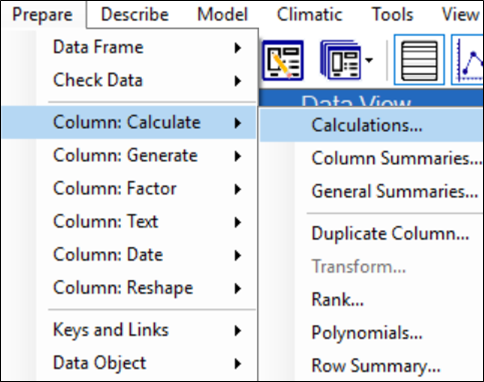 Prepare Describe Model Climatic Tools View
Data Frame
Check Data
Data View
Column: Calculate
Column: Generate
Column: Factor
Column: Text
Column: Date
Column: Reshape
Keys and Links
Data Object
Calculations...
Column Summaries...
General Summaries...
Duplicate Column...
Transform...
Rank...
Polynomials...
Row Summary...